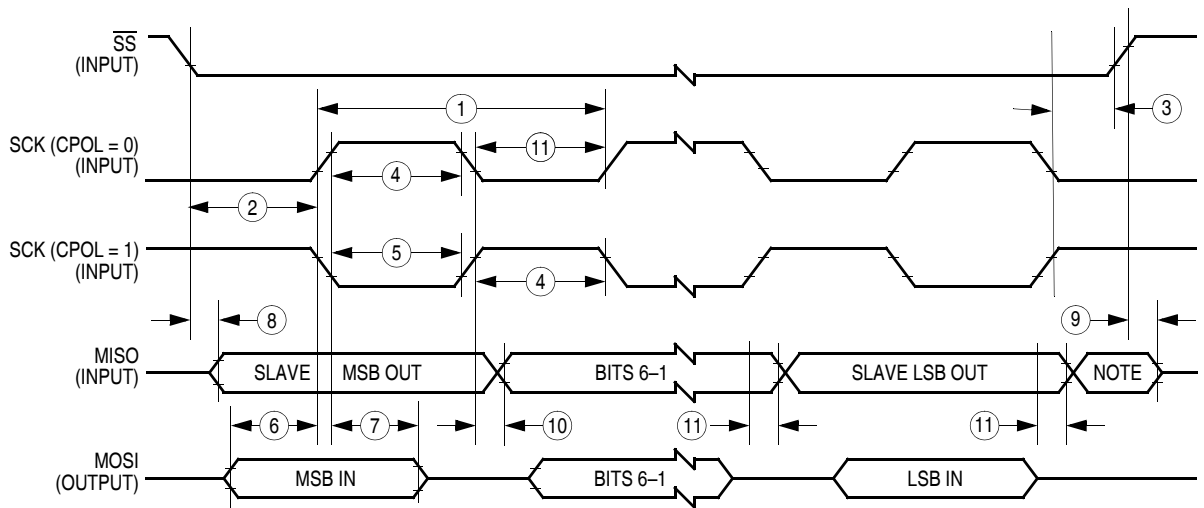 SS
(INPUT)
3
1
SCK (CPOL = 0)
(INPUT)
11
4
2
SCK (CPOL = 1)
(INPUT)
5
4
8
9
MISO
(INPUT)
SLAVE MSB OUT
BITS 6–1
SLAVE LSB OUT
NOTE
6
7
10
11
11
MOSI
(OUTPUT)
MSB IN
BITS 6–1
LSB IN